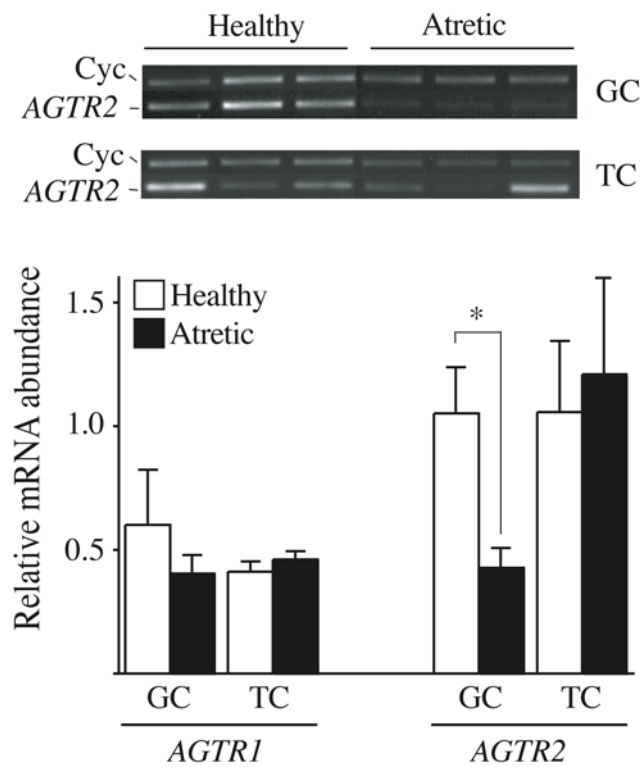 Healthy Atretic
Cyc
AGTR2
GC
Cyc
AGTR2
TC
Relative mRNA abundance
1.5
1.0
0.5
Healthy
Atretic
*
GC TC GC TC
AGTR1 AGTR2